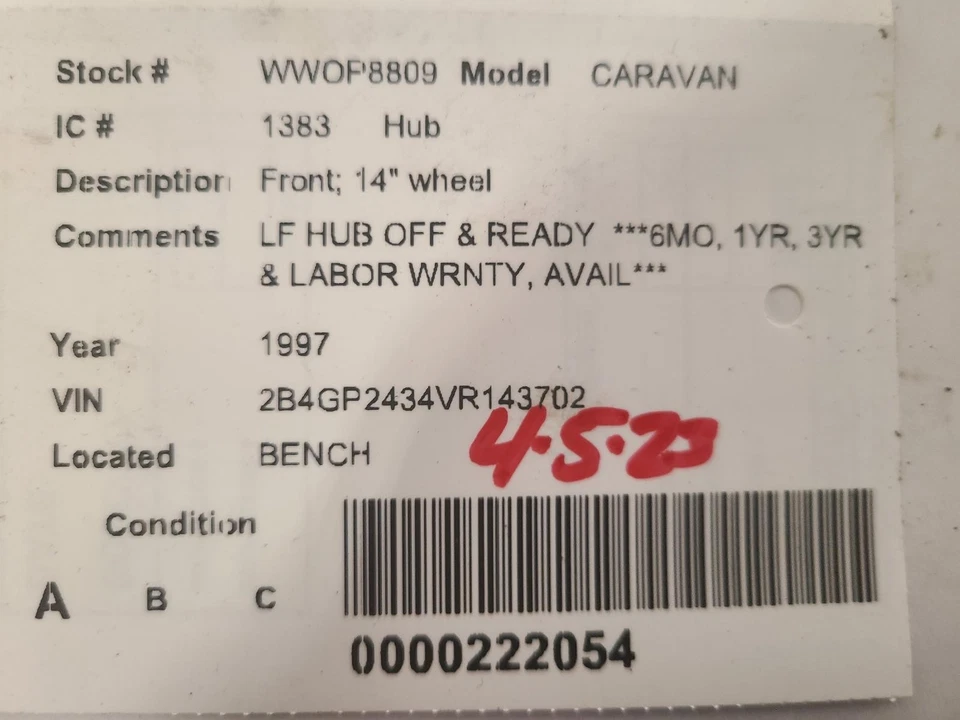 Stock # WWOP8809 Model CARAVAN
IC # 1383 Hub
Description Front; 14" wheel
Comments LF HUB OFF & READY ***6MO, 1YR, 3YR
& LABOR WRNTY, AVAIL***
Year 1997
VIN 2B4GP2434VR143702
Located BENCH
4-5-23
Condition
A B C
0000222054